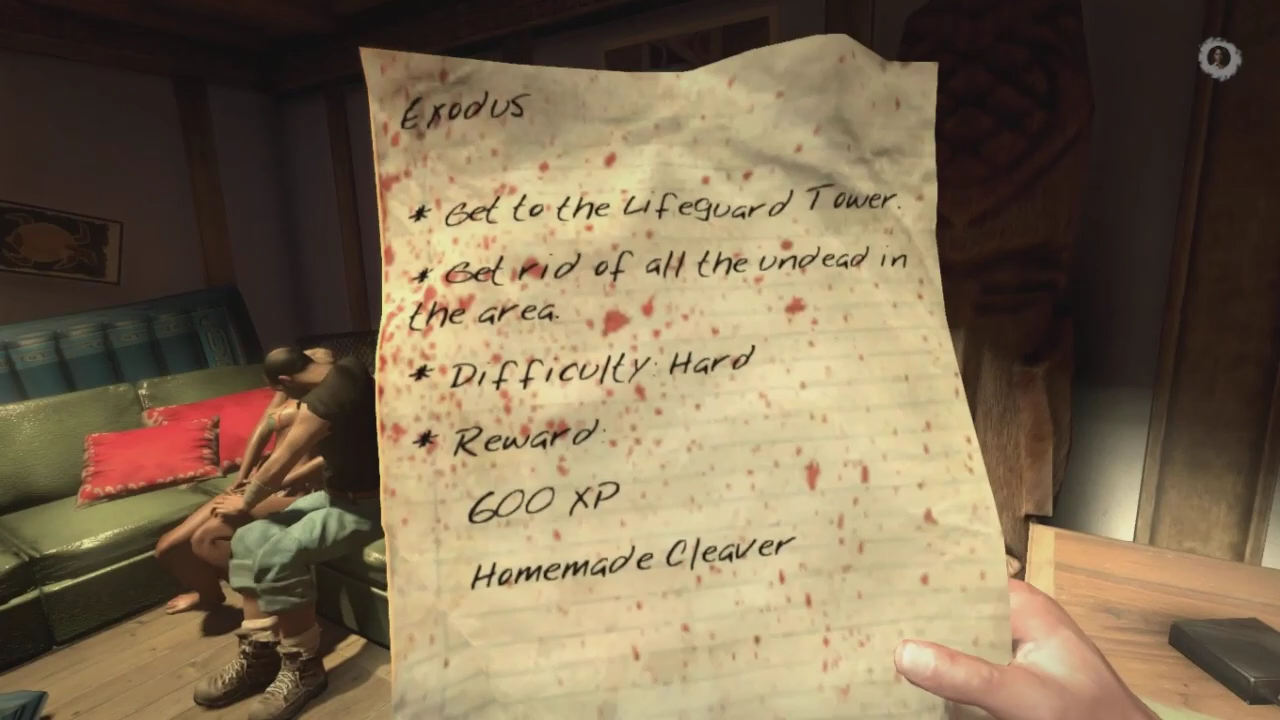 Exodus
* Get to the Lifeguard Tower.
* Get rid of all the undead in
the area.
* Difficulty: Hard
* Reward:
600 XP
Homemade Cleaver